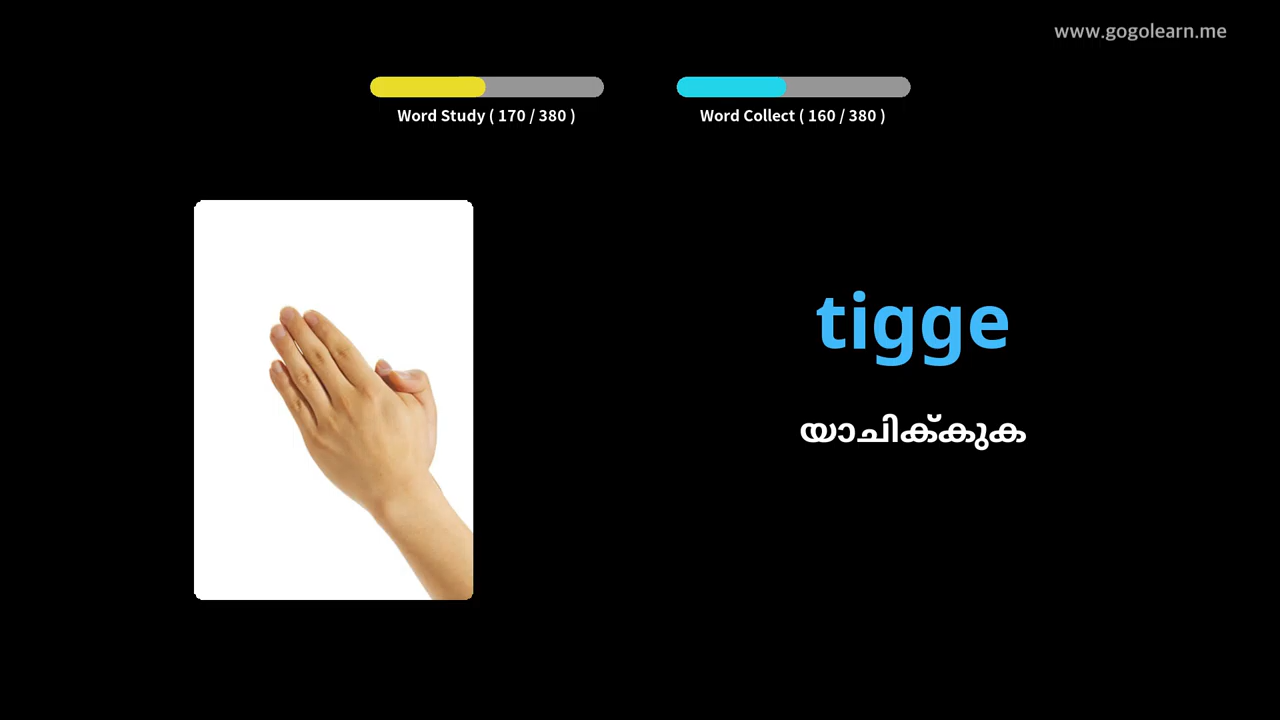 www.gogolearn.me
Word Study ( 170 / 380 )
Word Collect ( 160 / 380 )
tigge
യാചിക്കുക